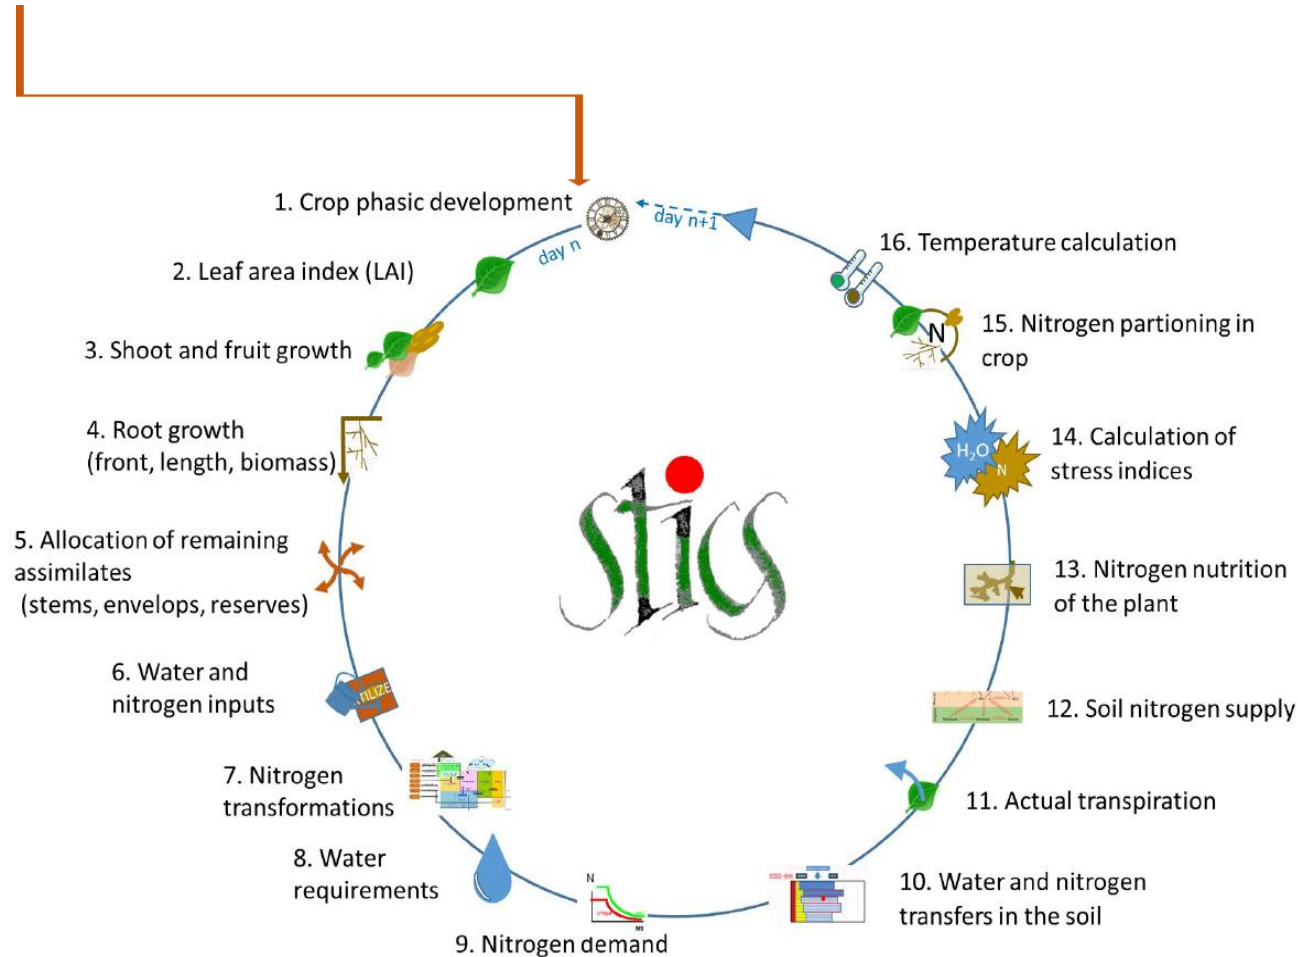 1. Crop phasic development
day n
day n+1
2. Leaf area index (LAI)
3. Shoot and fruit growth
4. Root growth
(front, length, biomass)
5. Allocation of remaining
assimilates
(stems, envelops, reserves)
6. Water and
nitrogen inputs
TILIZE
7. Nitrogen
transformations
8. Water
requirements
N
MS
9. Nitrogen demand
10. Water and nitrogen
transfers in the soil
11. Actual transpiration
12. Soil nitrogen supply
13. Nitrogen nutrition
of the plant
14. Calculation of
stress indices
H₂O
N
15. Nitrogen partioning in
crop
N
16. Temperature calculation
stics